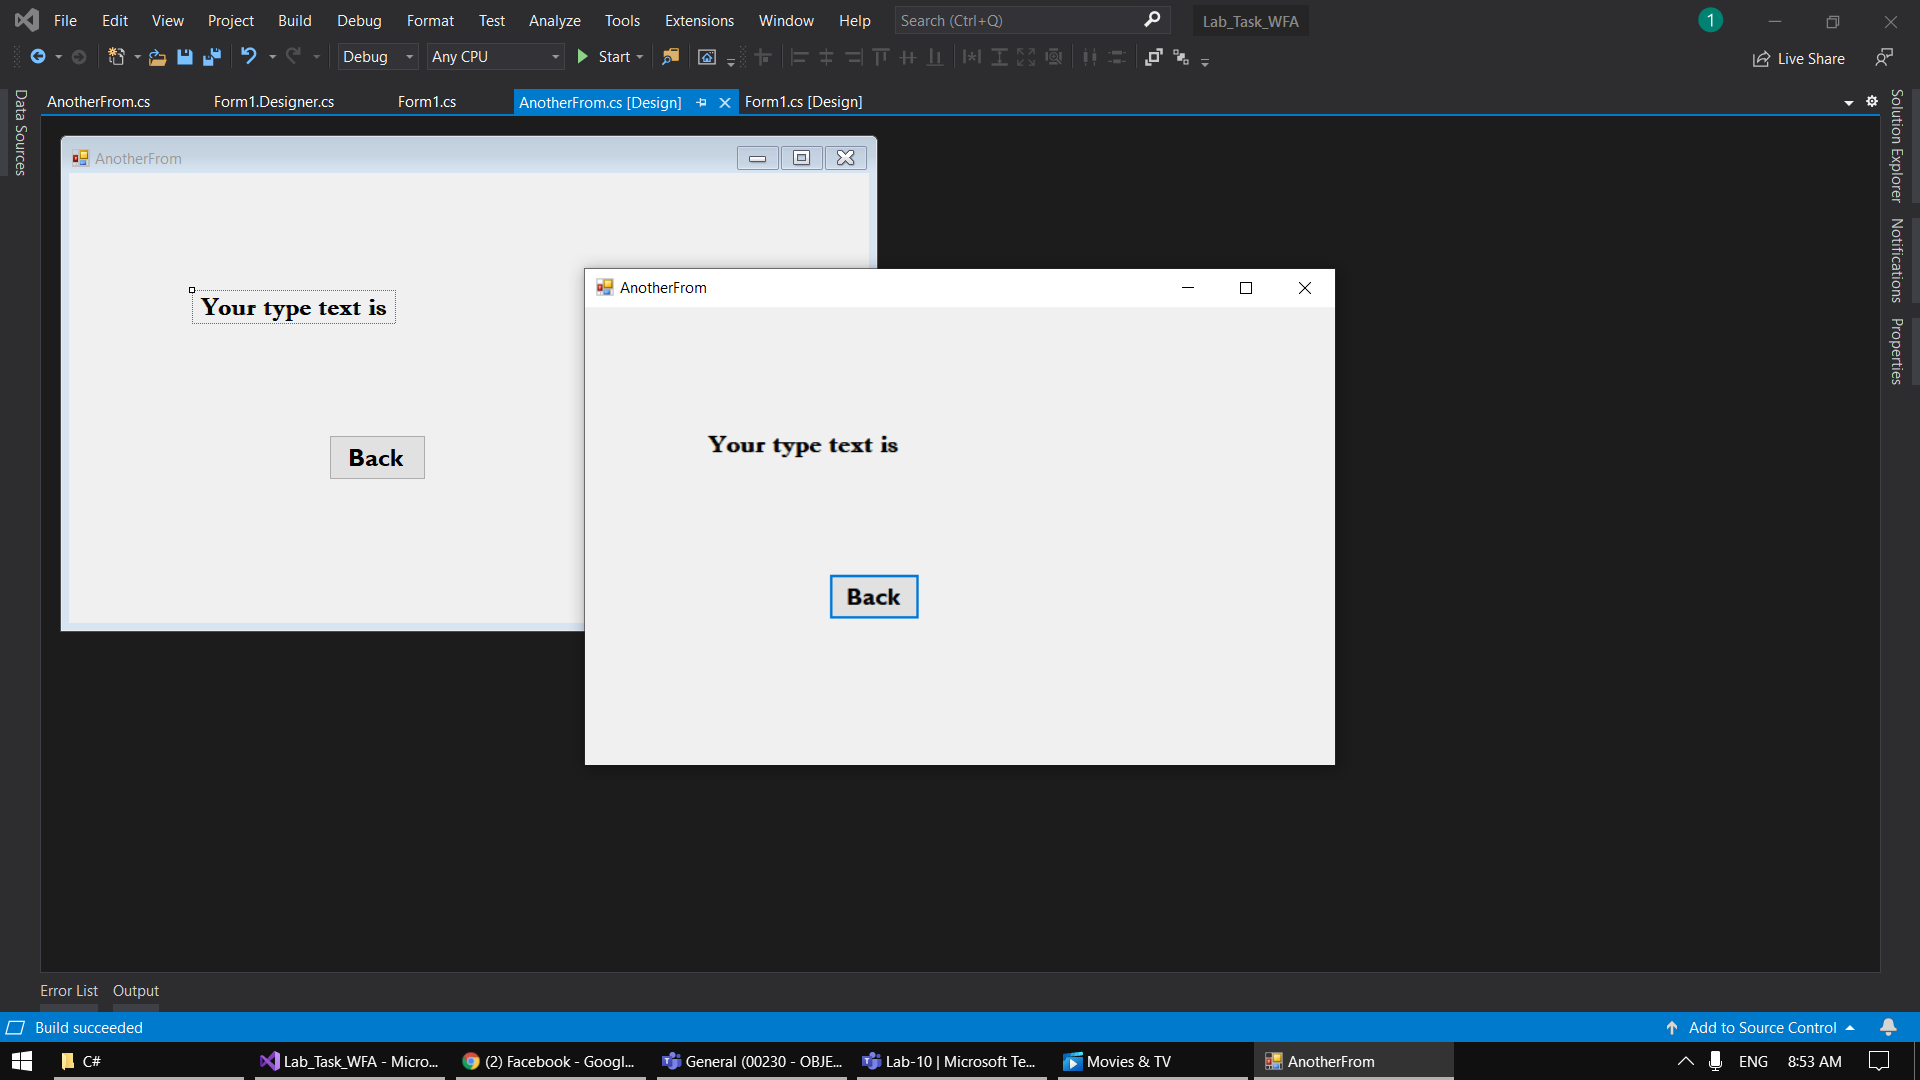 File Edit View Project Build Debug Format Test Analyze Tools Extensions Window Help Search (Ctrl+Q) Lab_Task_WFA 1
Debug Any CPU Start Live Share
AnotherFrom.cs Form1.Designer.cs Form1.cs AnotherFrom.cs [Design] Form1.cs [Design]
Data Sources
Solution Explorer
Notifications
Properties
AnotherFrom
Your type text is
Back
AnotherFrom
Your type text is
Back
Error List Output
Build succeeded Add to Source Control
C# Lab_Task_WFA - Micro... (2) Facebook - Googl... General (00230 - OBJE... Lab-10 | Microsoft Te... Movies & TV AnotherFrom ENG 8:53 AM